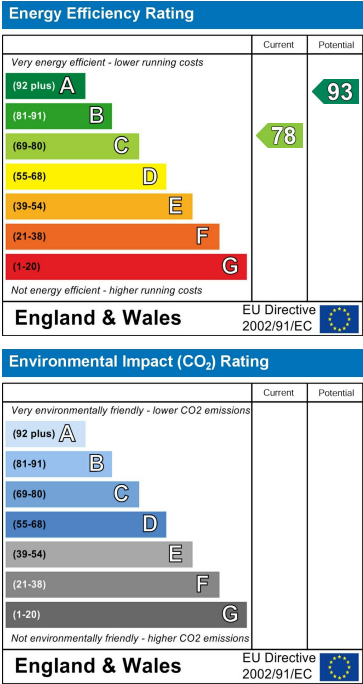 Energy Efficiency Rating
Current Potential
Very energy efficient - lower running costs
(92 plus) A
93
(81-91) B
78
(69-80) C
(55-68) D
(39-54) E
(21-38) F
(1-20) G
Not energy efficient - higher running costs
England & Wales
EU Directive
2002/91/EC
Environmental Impact (CO₂) Rating
Current Potential
Very environmentally friendly - lower CO2 emissions
(92 plus) A
(81-91) B
(69-80) C
(55-68) D
(39-54) E
(21-38) F
(1-20) G
Not environmentally friendly - higher CO2 emissions
England & Wales
EU Directive
2002/91/EC